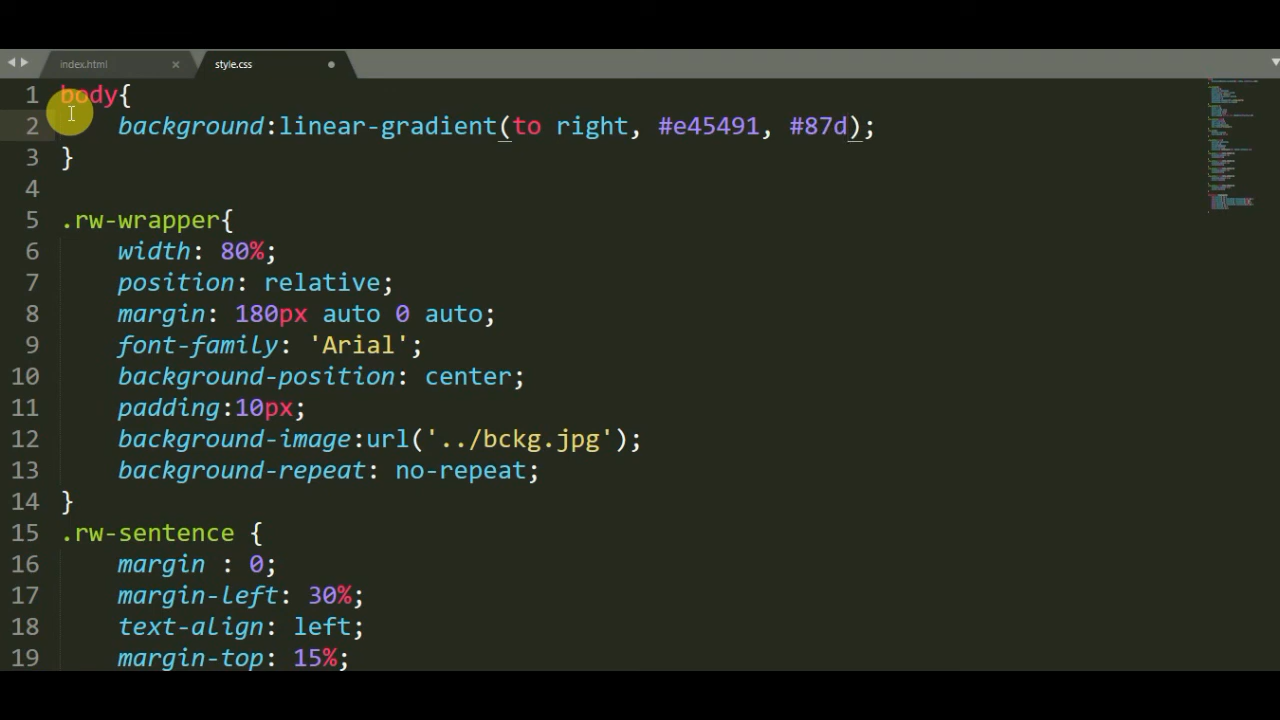 index.html
style.css
1 body{
2 background:linear-gradient(to right, #e45491, #87d);
3 }
4
5 .rw-wrapper{
6 width: 80%;
7 position: relative;
8 margin: 180px auto 0 auto;
9 font-family: 'Arial';
10 background-position: center;
11 padding:10px;
12 background-image:url('../bckg.jpg');
13 background-repeat: no-repeat;
14 }
15 .rw-sentence {
16 margin : 0;
17 margin-left: 30%;
18 text-align: left;
19 margin-top: 15%;